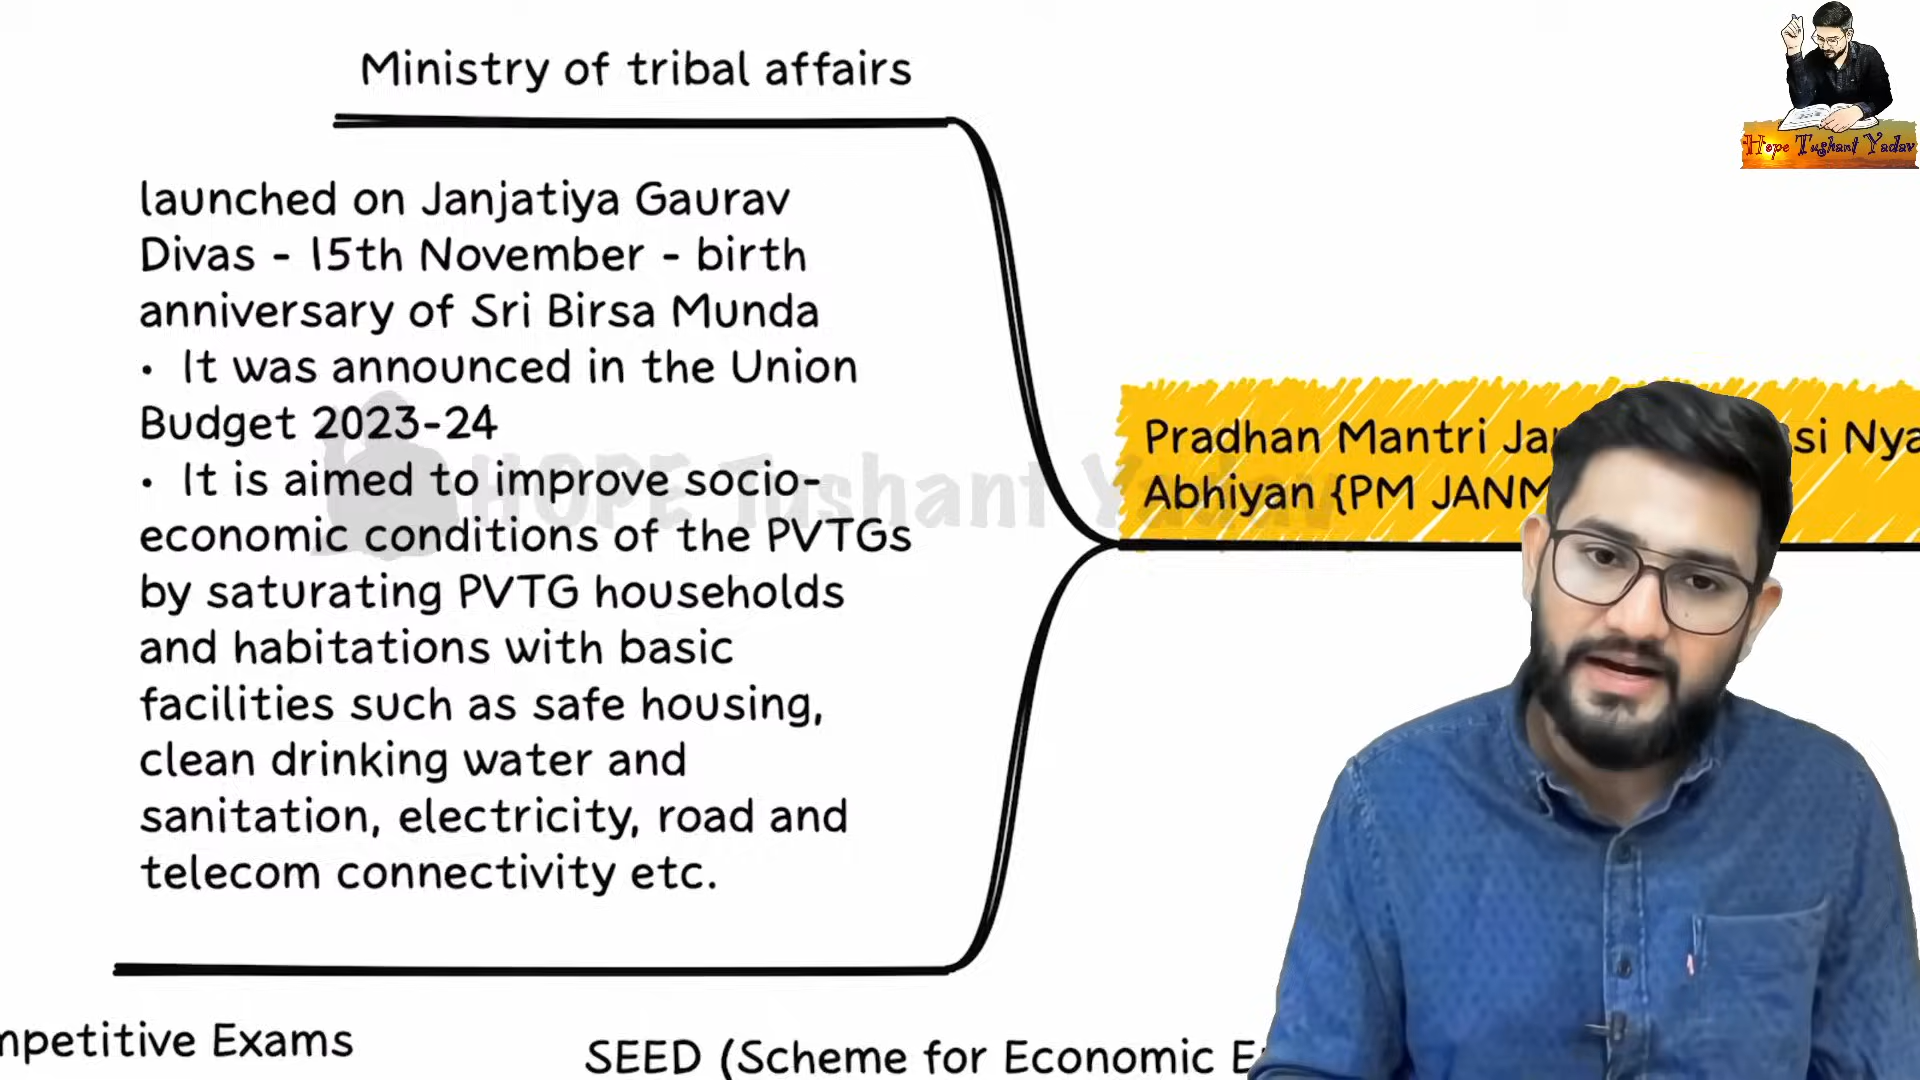 Ministry of tribal affairs
launched on Janjatiya Gaurav
Divas - 15th November - birth
anniversary of Sri Birsa Munda
• It was announced in the Union
Budget 2023-24
• It is aimed to improve socio-
economic conditions of the PVTGs
by saturating PVTG households
and habitations with basic
facilities such as safe housing,
clean drinking water and
sanitation, electricity, road and
telecom connectivity etc.
Pradhan Mantri
Abhiyan {PM
HOPE Tushant Yadav
Hope Tushant Yadav
Exams
SEED (Scheme for Economic